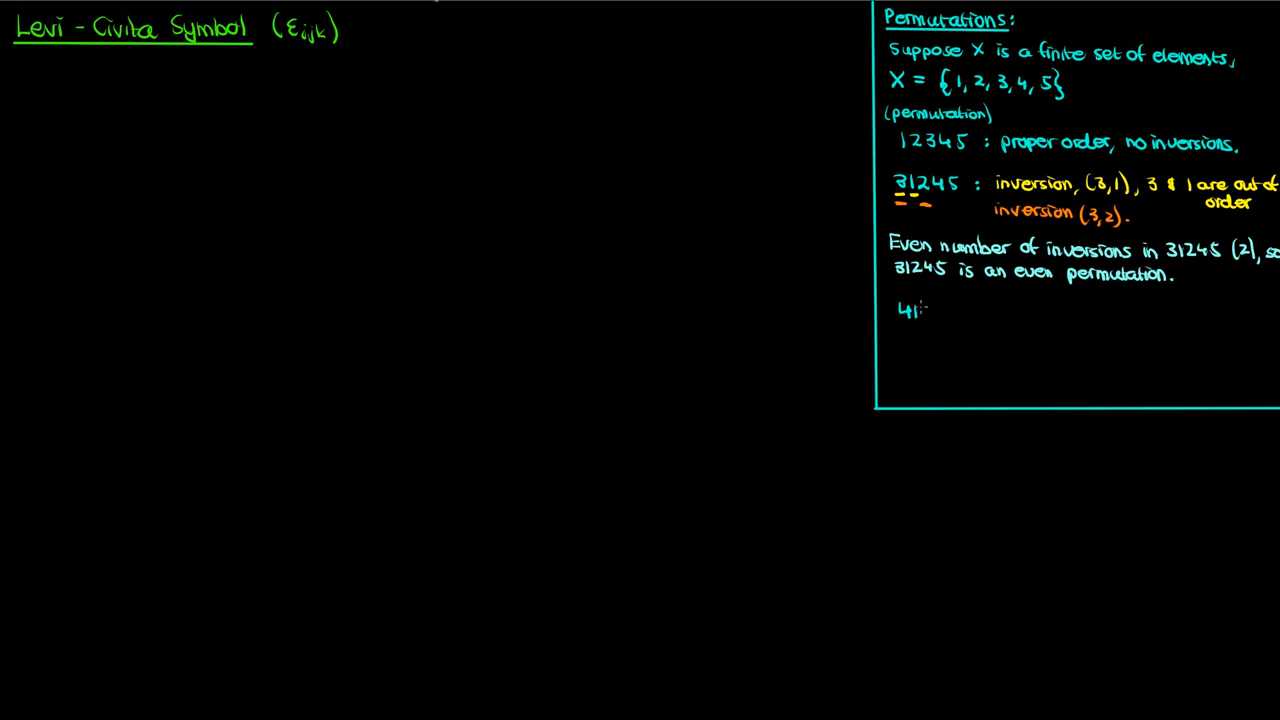 Levi - Civita Symbol (εijk)
Permutations:
Suppose X is a finite set of elements,
X = {1, 2, 3, 4, 5}
(permutation)
12345 : proper order, no inversions.
31245 : inversion, (3,1), 3 & 1 are out of
order
inversion (3,2).
Even number of inversions in 31245 (2), so
31245 is an even permutation.
41